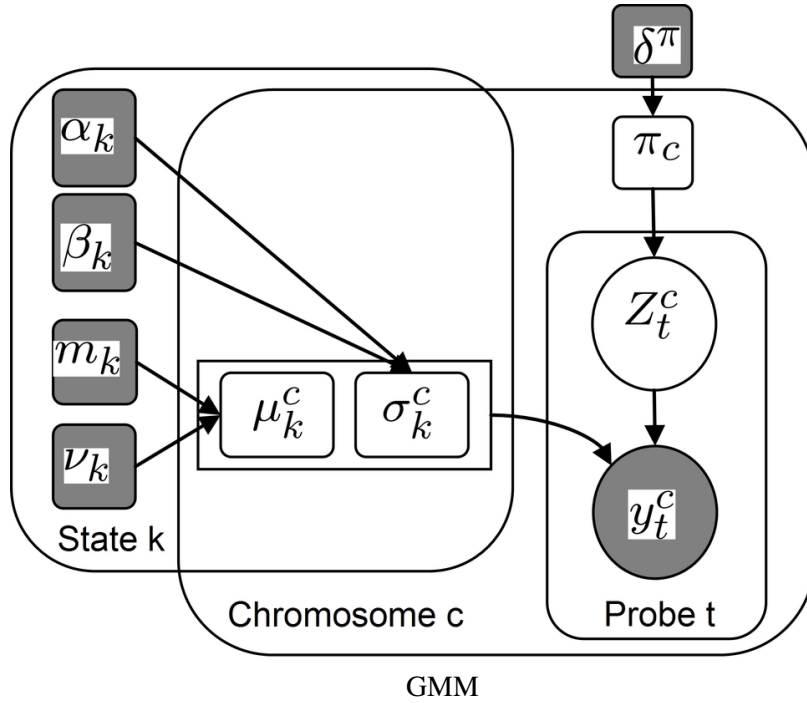 δ^π
α_k
π_c
β_k
Z_t^c
m_k
μ_k^c
σ_k^c
ν_k
y_t^c
State k
Chromosome c
Probe t
GMM